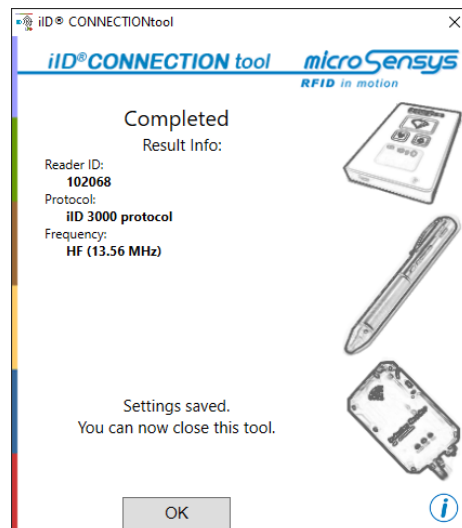 iID® CONNECTIONtool
iID®CONNECTION tool
microSensys
RFID in motion
Completed
Result Info:
Reader ID:
102068
Protocol:
iID 3000 protocol
Frequency:
HF (13.56 MHz)
Settings saved.
You can now close this tool.
OK